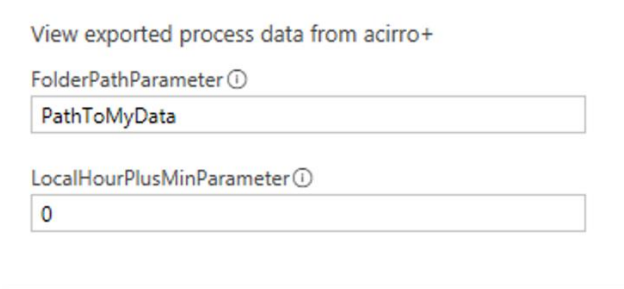 View exported process data from acirro+
FolderPathParameter
PathToMyData
LocalHourPlusMinParameter
0